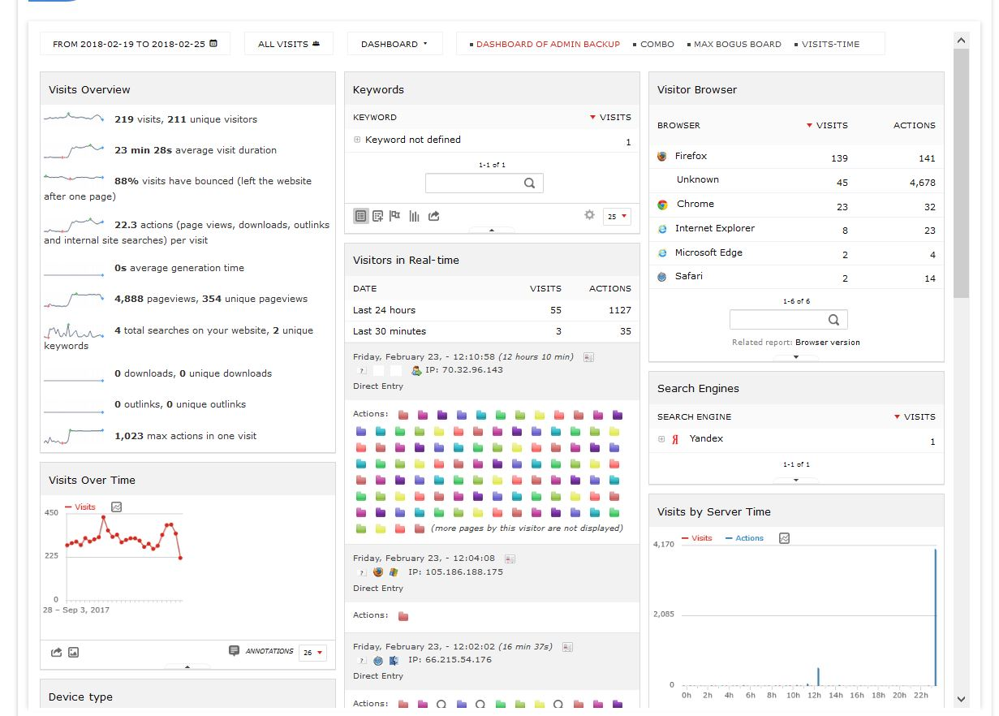 FROM 2018-02-19 TO 2018-02-25
ALL VISITS
DASHBOARD
DASHBOARD OF ADMIN BACKUP
COMBO
MAX BOGUS BOARD
VISITS-TIME
Visits Overview
219 visits, 211 unique visitors
23 min 28s average visit duration
88% visits have bounced (left the website
after one page)
22.3 actions (page views, downloads, outlinks
and internal site searches) per visit
0s average generation time
4,888 pageviews, 354 unique pageviews
4 total searches on your website, 2 unique
keywords
0 downloads, 0 unique downloads
0 outlinks, 0 unique outlinks
1,023 max actions in one visit
Visits Over Time
Visits
450
225
0
28 – Sep 3, 2017
ANNOTATIONS
26
Device type
Keywords
KEYWORD VISITS
Keyword not defined 1
1-1 of 1
25
Visitors in Real-time
DATE VISITS ACTIONS
Last 24 hours 55 1127
Last 30 minutes 3 35
Friday, February 23, - 12:10:58 (12 hours 10 min)
? IP: 70.32.96.143
Direct Entry
Actions:
(more pages by this visitor are not displayed)
Friday, February 23, - 12:04:08
? IP: 105.186.188.175
Direct Entry
Actions:
Friday, February 23, - 12:02:02 (16 min 37s)
? IP: 66.215.54.176
Direct Entry
Actions:
Visitor Browser
BROWSER VISITS ACTIONS
Firefox 139 141
Unknown 45 4,678
Chrome 23 32
Internet Explorer 8 23
Microsoft Edge 2 4
Safari 2 14
1-6 of 6
Related report: Browser version
Search Engines
SEARCH ENGINE VISITS
Я Yandex 1
1-1 of 1
Visits by Server Time
Visits Actions
4,170
2,085
0
0h 2h 4h 6h 8h 10h 12h 14h 16h 18h 20h 22h